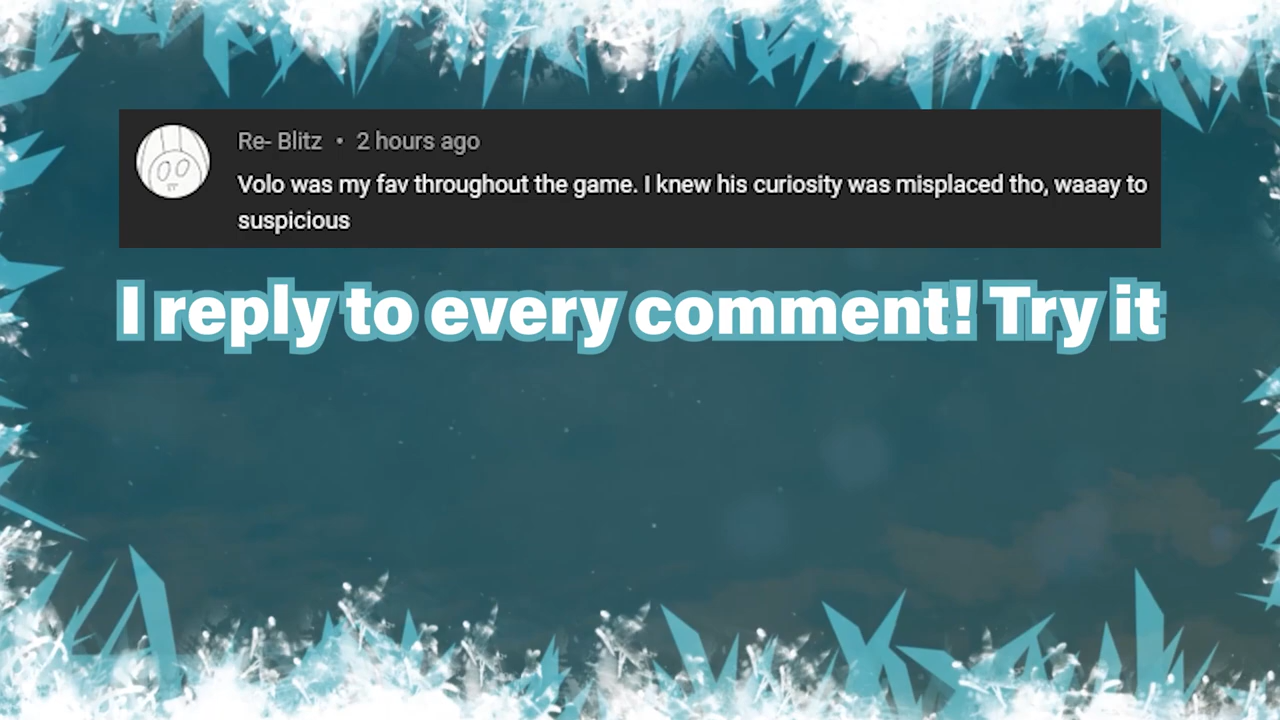 Re- Blitz • 2 hours ago
Volo was my fav throughout the game. I knew his curiosity was misplaced tho, waaay to
suspicious
I reply to every comment! Try it